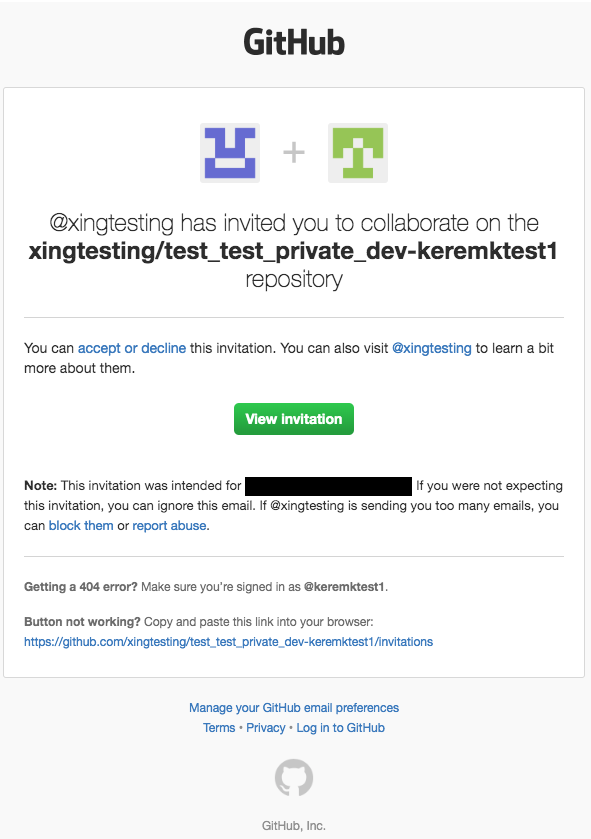 GitHub
@xingtesting has invited you to collaborate on the
xingtesting/test_test_private_dev-keremktest1
repository
You can accept or decline this invitation. You can also visit @xingtesting to learn a bit
more about them.
View invitation
Note: This invitation was intended for If you were not expecting
this invitation, you can ignore this email. If @xingtesting is sending you too many emails, you
can block them or report abuse.
Getting a 404 error? Make sure you're signed in as @keremktest1.
Button not working? Copy and paste this link into your browser:
https://github.com/xingtesting/test_test_private_dev-keremktest1/invitations
Manage your GitHub email preferences
Terms • Privacy • Log in to GitHub
GitHub, Inc.